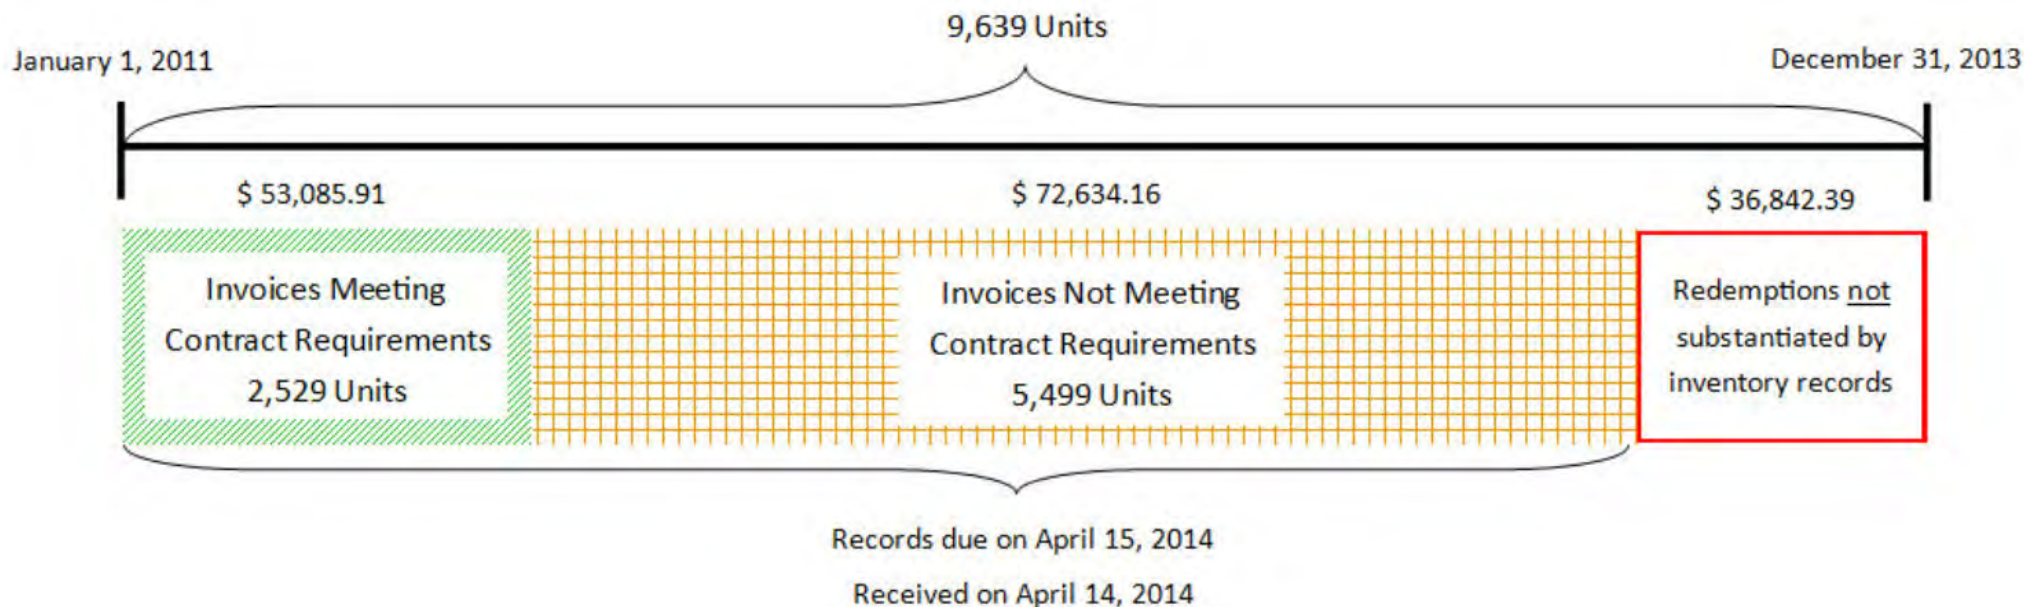 9,639 Units
January 1, 2011
December 31, 2013
$ 53,085.91
$ 72,634.16
$ 36,842.39
Invoices Meeting
Contract Requirements
2,529 Units
Invoices Not Meeting
Contract Requirements
5,499 Units
Redemptions not
substantiated by
inventory records
Records due on April 15, 2014
Received on April 14, 2014